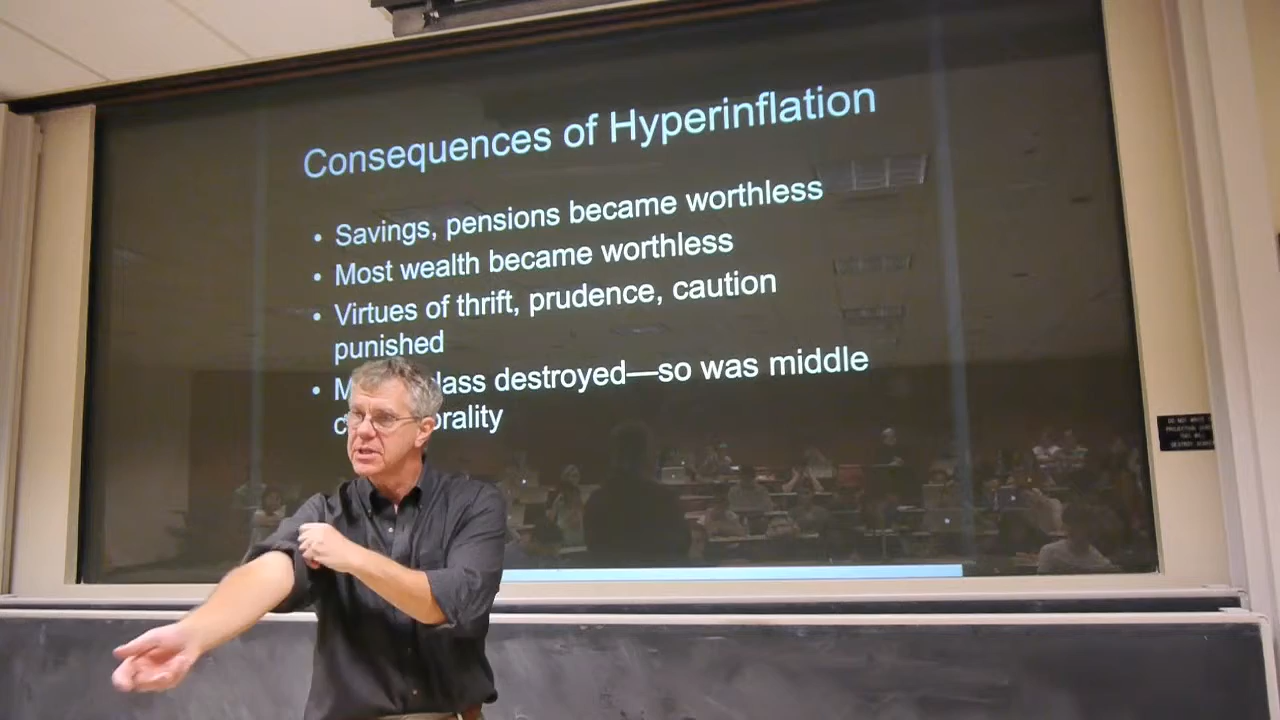 Consequences of Hyperinflation
• Savings, pensions became worthless
• Most wealth became worthless
• Virtues of thrift, prudence, caution
punished
• M lass destroyed—so was middle
c orality